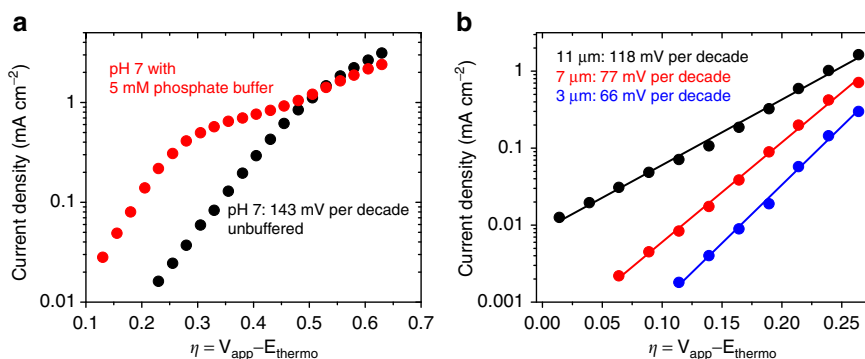 a
Current density (mA cm⁻²)
1
0.1
0.01
pH 7 with
5 mM phosphate buffer
pH 7: 143 mV per decade
unbuffered
0.1 0.2 0.3 0.4 0.5 0.6 0.7
η = V_app–E_thermo
b
Current density (mA cm⁻²)
1
0.1
0.01
0.001
11 μm: 118 mV per decade
7 μm: 77 mV per decade
3 μm: 66 mV per decade
0.00 0.05 0.10 0.15 0.20 0.25
η = V_app–E_thermo